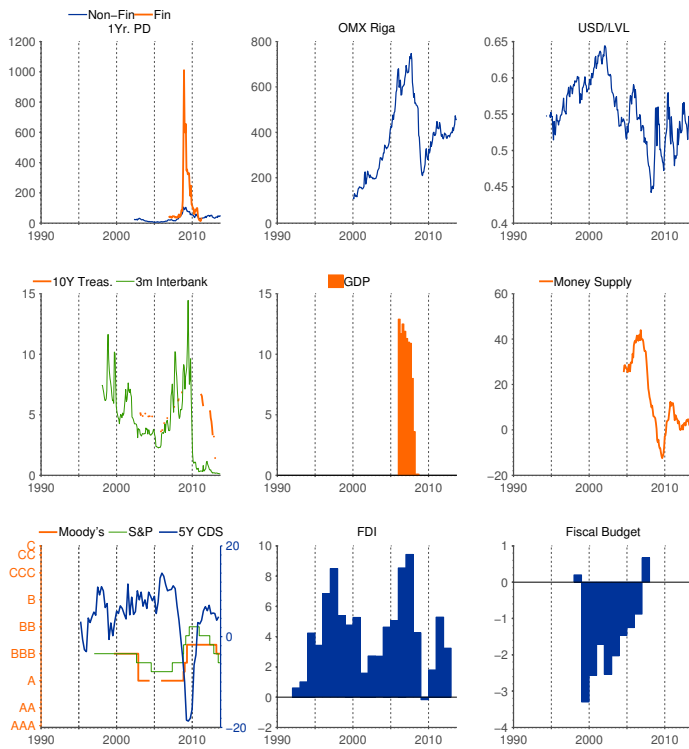 Non−Fin Fin
1Yr. PD
1200
1000
800
600
400
200
0
1990 2000 2010
OMX Riga
800
600
400
200
0
1990 2000 2010
USD/LVL
0.65
0.6
0.55
0.5
0.45
0.4
1990 2000 2010
10Y Treas. 3m Interbank
15
10
5
0
1990 2000 2010
GDP
15
10
5
0
1990 2000 2010
Money Supply
60
40
20
0
−20
1990 2000 2010
Moody's S&P 5Y CDS
C
CC
CCC
B
BB
BBB
A
AA
AAA
20
0
−20
1990 2000 2010
FDI
10
8
6
4
2
0
−2
1990 2000 2010
Fiscal Budget
1
0
−1
−2
−3
−4
1990 2000 2010